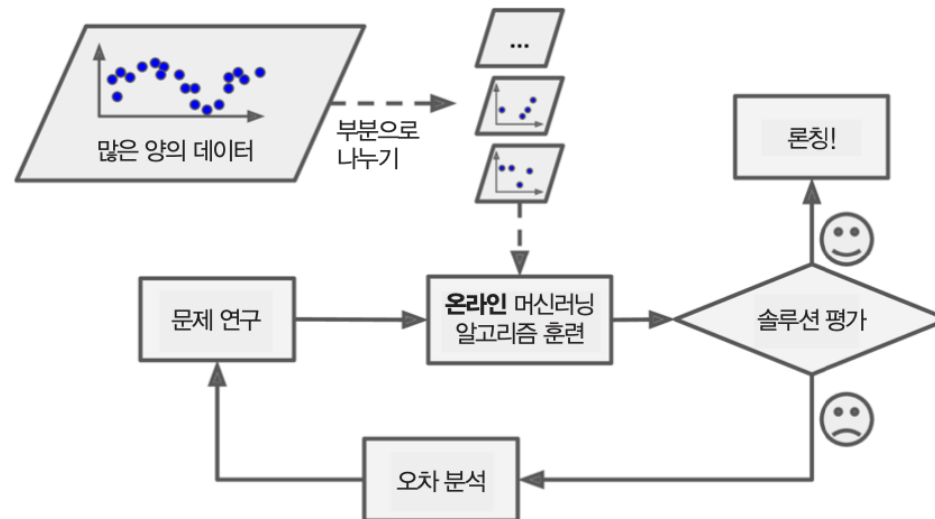 ...
많은 양의 데이터
부분으로
나누기
론칭!
문제 연구
온라인 머신러닝
알고리즘 훈련
솔루션 평가
오차 분석